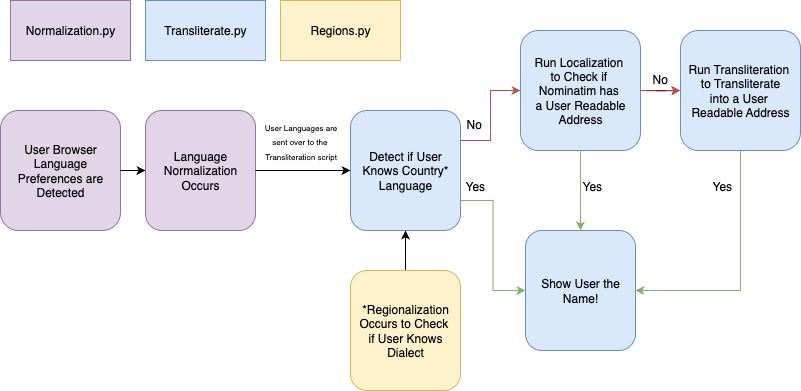 Normalization.py
Transliterate.py
Regions.py
User Browser
Language
Preferences are
Detected
Language
Normalization
Occurs
User Languages are
sent over to the
Transliteration script
Detect if User
Knows Country*
Language
No
Yes
Run Localization
to Check if
Nominatim has
a User Readable
Address
No
Run Transliteration
to Transliterate
into a User
Readable Address
Yes
Yes
*Regionalization
Occurs to Check
if User Knows
Dialect
Show User the
Name!